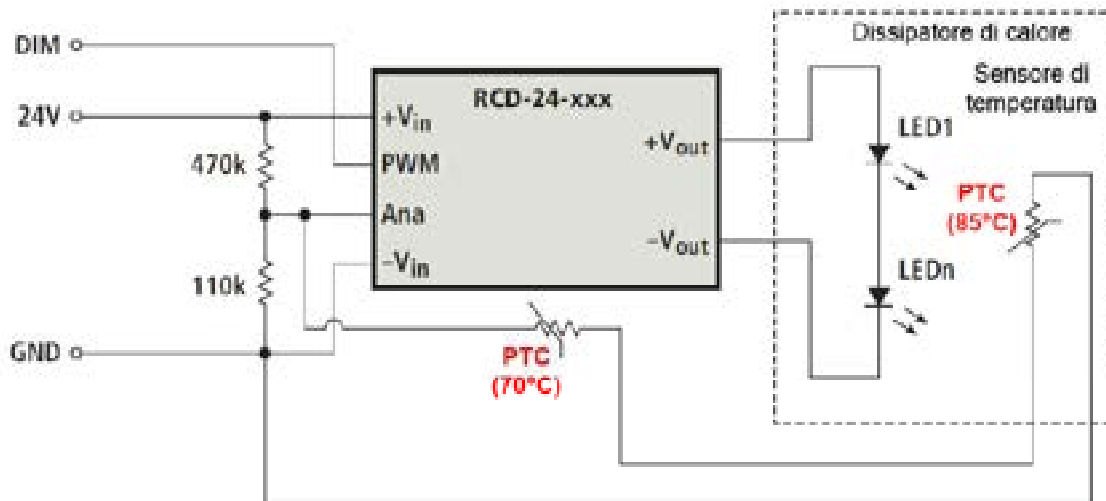 DIM
24V
470k
110k
GND
RCD-24-xxx
+Vin
PWM
Ana
-Vin
+Vout
-Vout
PTC
(70°C)
Dissipatore di calore
Sensore di
temperatura
LED1
PTC
(85°C)
LEDn